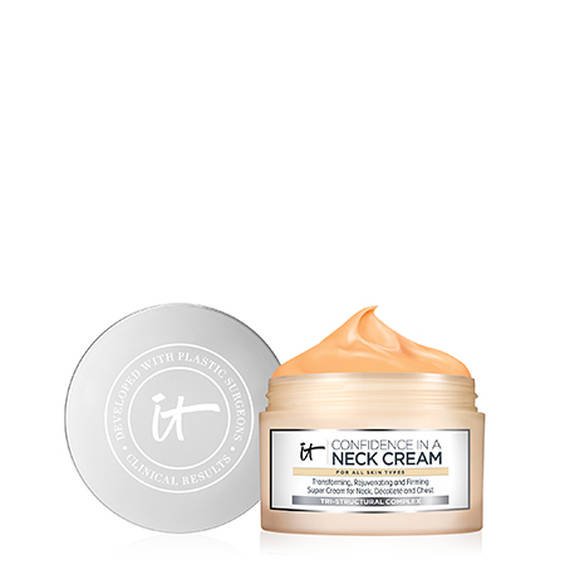 DEVELOPED WITH PLASTIC SURGEONS
it
• CLINICAL RESULTS •
it CONFIDENCE IN A
NECK CREAM
FOR ALL SKIN TYPES
Transforming, Rejuvenating and Firming
Super Cream for Neck, Décolleté and Chest
TRI-STRUCTURAL COMPLEX